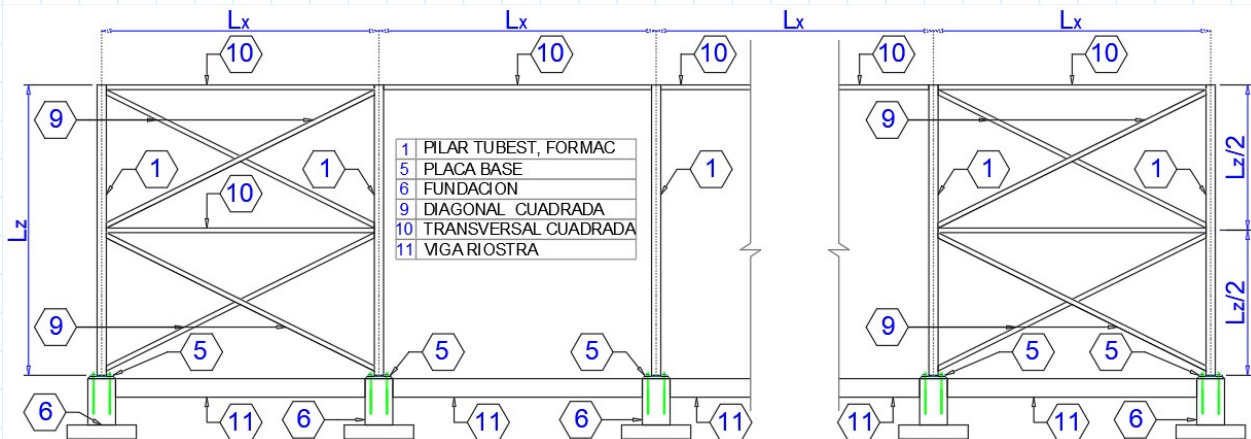 Lx Lx Lx Lx
10 10 10 10 10
9 9
1 PILAR TUBEST, FORMAC
5 PLACA BASE
6 FUNDACION
9 DIAGONAL CUADRADA
10 TRANSVERSAL CUADRADA
11 VIGA RIOSTRA
1 1 1 1 1
10
Lz
Lz/2
Lz/2
9 9
5 5 5 5 5
6 11 6 11 6 11 11 11 6